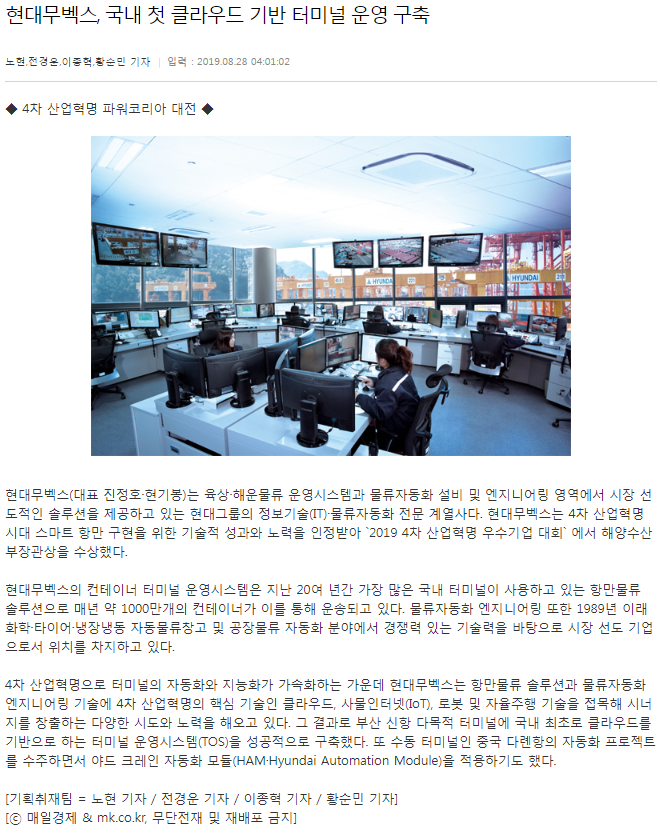 현대무벡스, 국내 첫 클라우드 기반 터미널 운영 구축
노현,전경운,이종혁,황순민 기자 | 입력 : 2019.08.28 04:01:02
◆ 4차 산업혁명 파워코리아 대전 ◆
HYUNDAI
HYUNDAI
현대무벡스(대표 진정호·현기봉)는 육상·해운물류 운영시스템과 물류자동화 설비 및 엔지니어링 영역에서 시장 선
도적인 솔루션을 제공하고 있는 현대그룹의 정보기술(IT)·물류자동화 전문 계열사다. 현대무벡스는 4차 산업혁명
시대 스마트 항만 구현을 위한 기술적 성과와 노력을 인정받아 `2019 4차 산업혁명 우수기업 대회` 에서 해양수산
부장관상을 수상했다.
현대무벡스의 컨테이너 터미널 운영시스템은 지난 20여 년간 가장 많은 국내 터미널이 사용하고 있는 항만물류
솔루션으로 매년 약 1000만개의 컨테이너가 이를 통해 운송되고 있다. 물류자동화 엔지니어링 또한 1989년 이래
화학·타이어·냉장냉동 자동물류창고 및 공장물류 자동화 분야에서 경쟁력 있는 기술력을 바탕으로 시장 선도 기업
으로서 위치를 차지하고 있다.
4차 산업혁명으로 터미널의 자동화와 지능화가 가속화하는 가운데 현대무벡스는 항만물류 솔루션과 물류자동화
엔지니어링 기술에 4차 산업혁명의 핵심 기술인 클라우드, 사물인터넷(IoT), 로봇 및 자율주행 기술을 접목해 시너
지를 창출하는 다양한 시도와 노력을 해오고 있다. 그 결과로 부산 신항 다목적 터미널에 국내 최초로 클라우드를
기반으로 하는 터미널 운영시스템(TOS)을 성공적으로 구축했다. 또 수동 터미널인 중국 다롄항의 자동화 프로젝트
를 수주하면서 야드 크레인 자동화 모듈(HAM·Hyundai Automation Module)을 적용하기도 했다.
[기획취재팀 = 노현 기자 / 전경운 기자 / 이종혁 기자 / 황순민 기자]
[ⓒ 매일경제 & mk.co.kr, 무단전재 및 재배포 금지]